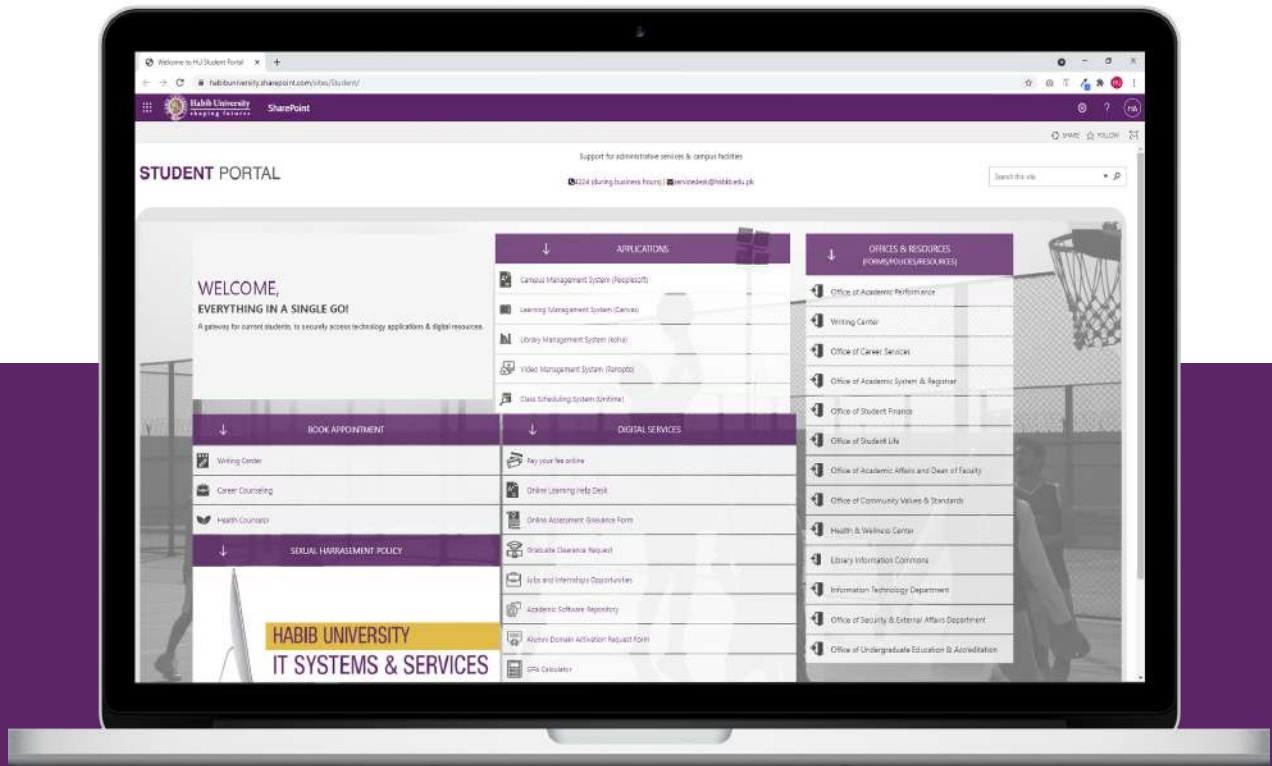 Welcome to HU Student Portal
habibuniversity.sharepoint.com/sites/Student/
HU
Habib University
shaping futures
SharePoint
?
HA
SHARE
FOLLOW
STUDENT PORTAL
Support for administrative services & campus facilities
4224 (during business hours) | servicedesk@habib.edu.pk
Search this site
WELCOME,
EVERYTHING IN A SINGLE GO!
A gateway for current students, to securely access technology applications & digital resources.
APPLICATIONS
Campus Management System (Peoplesoft)
Learning Management System (Canvas)
Library Management System (Koha)
Video Management System (Panopto)
Class Scheduling System (Unitime)
OFFICES & RESOURCES
(FORMS/POLICIES/RESOURCES)
Office of Academic Performance
Writing Center
Office of Career Services
Office of Academic System & Registrar
Office of Student Finance
Office of Student Life
Office of Academic Affairs and Dean of Faculty
Office of Community Values & Standards
Health & Wellness Center
Library Information Commons
Information Technology Department
Office of Security & External Affairs Department
Office of Undergraduate Education & Accreditation
BOOK APPOINTMENT
Writing Center
Career Counseling
Health Counselor
SEXUAL HARRASEMENT POLICY
HABIB UNIVERSITY
IT SYSTEMS & SERVICES
DIGITAL SERVICES
Pay your fee online
Online Learning Help Desk
Online Assessment Grievance Form
Graduate Clearance Request
Jobs and Internships Opportunities
Academic Software Repository
Alumni Domain Activation Request Form
GPA Calculator